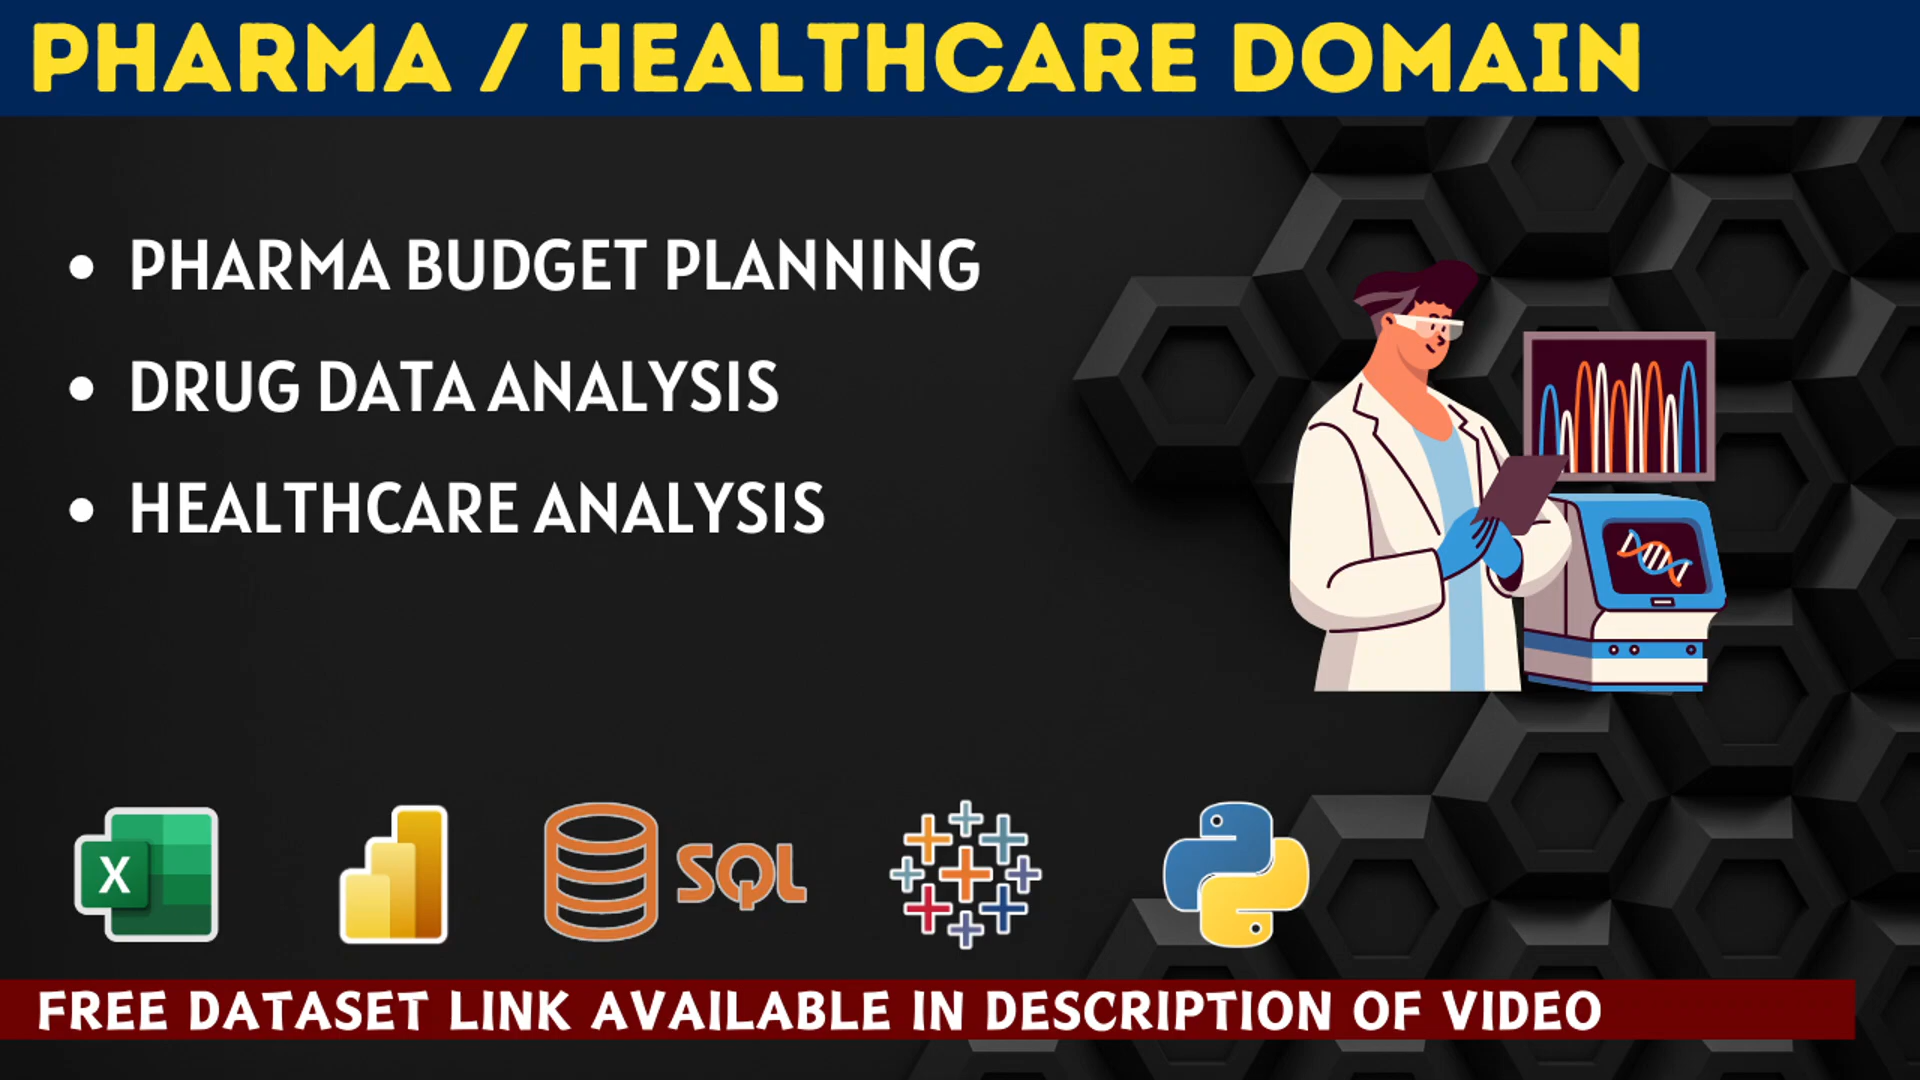 PHARMA / HEALTHCARE DOMAIN
• PHARMA BUDGET PLANNING
• DRUG DATA ANALYSIS
• HEALTHCARE ANALYSIS
X
SQL
FREE DATASET LINK AVAILABLE IN DESCRIPTION OF VIDEO